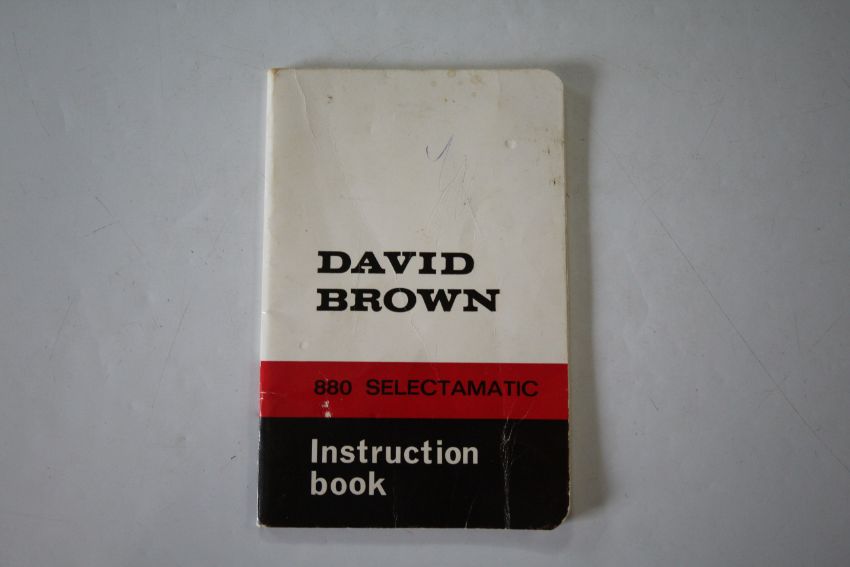 DAVID
BROWN
880 SELECTAMATIC
Instruction
book